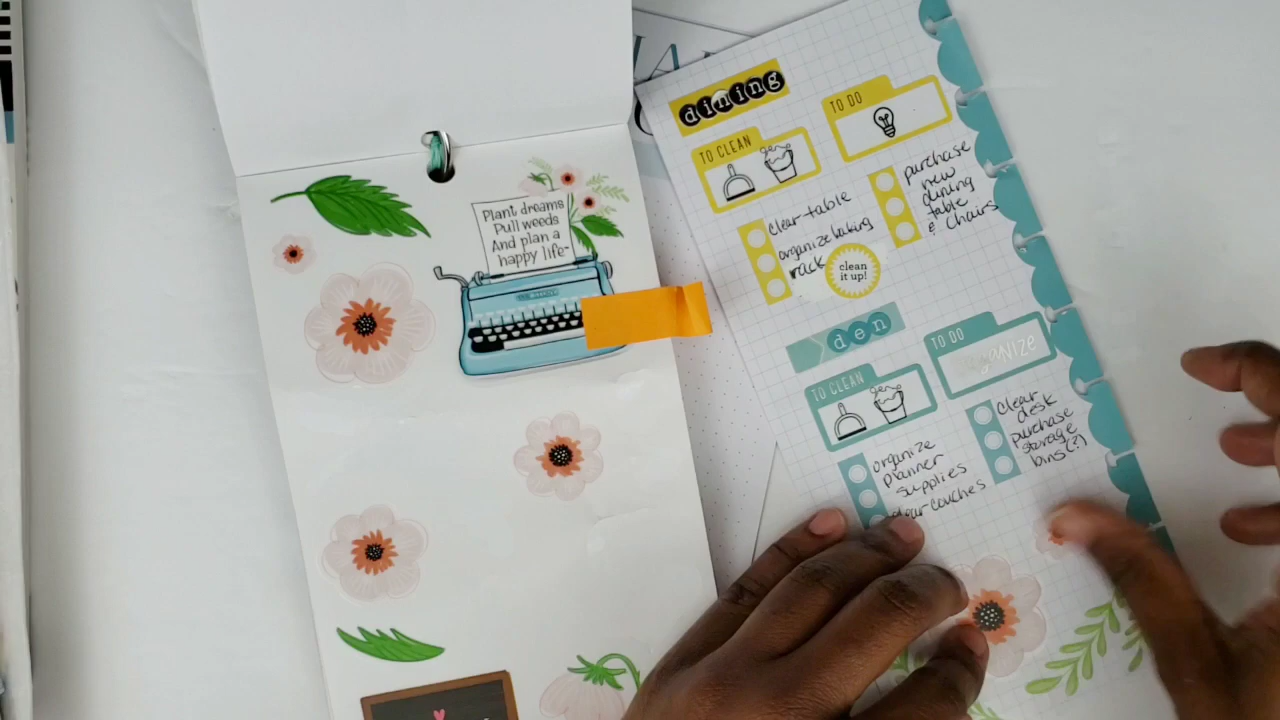 Plant dreams
Pull weeds
And plan a
happy life
dining
TO CLEAN
TO DO
clear table
organize baking
rack
clean
it up!
purchase
new
dining
table
& chairs
den
TO CLEAN
TO DO
ORGANIZE
organize
planner
supplies
clear couches
Clear
desk
purchase
storage
bins(?)